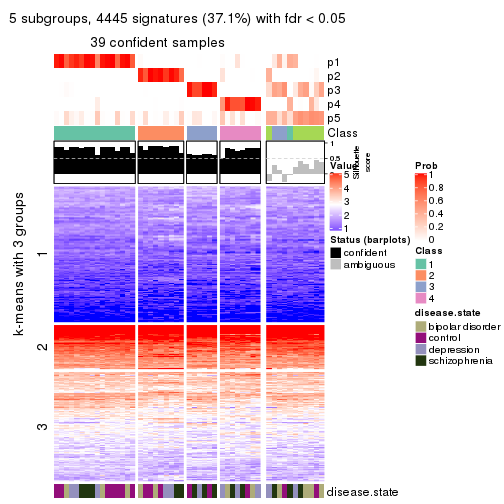 5 subgroups, 4445 signatures (37.1%) with fdr < 0.05
39 confident samples
p1
p2
p3
p4
p5
Class
1
0.5
0
Silhouette
score
k-means with 3 groups
1
2
3
disease.state
Value
5
4
3
2
1
Status (barplots)
confident
ambiguous
Prob
1
0.8
0.6
0.4
0.2
0
Class
1
2
3
4
disease.state
bipolar disorder
control
depression
schizophrenia